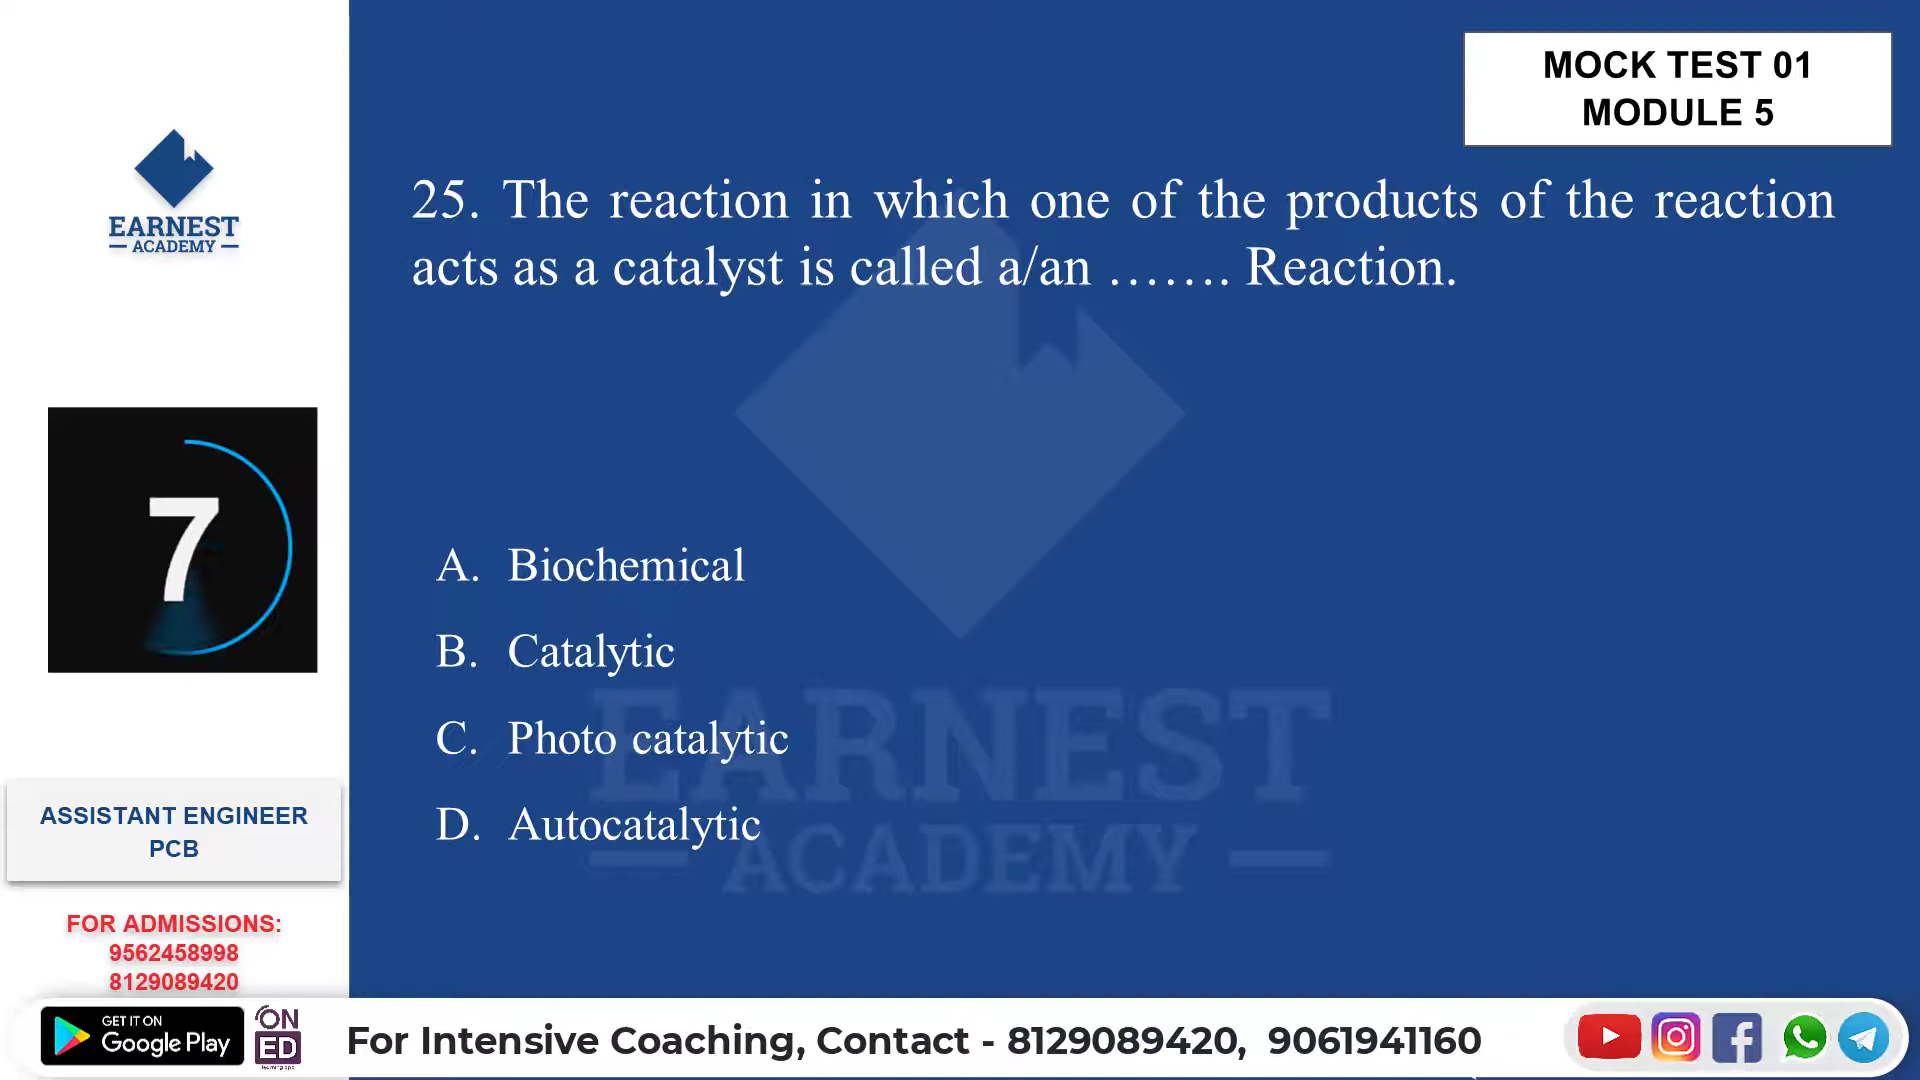 MOCK TEST 01
MODULE 5
EARNEST
ACADEMY
25. The reaction in which one of the products of the reaction
acts as a catalyst is called a/an ……. Reaction.
7
A. Biochemical
B. Catalytic
C. Photo catalytic
D. Autocatalytic
EARNEST
ACADEMY
ASSISTANT ENGINEER
PCB
FOR ADMISSIONS:
9562458998
8129089420
GET IT ON
Google Play
ON
ED
For Intensive Coaching, Contact - 8129089420, 9061941160